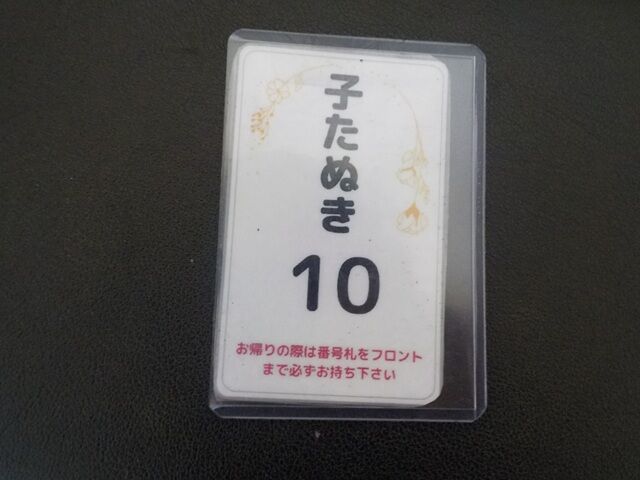 子たぬき
10
お帰りの際は番号札をフロント
まで必ずお持ち下さい